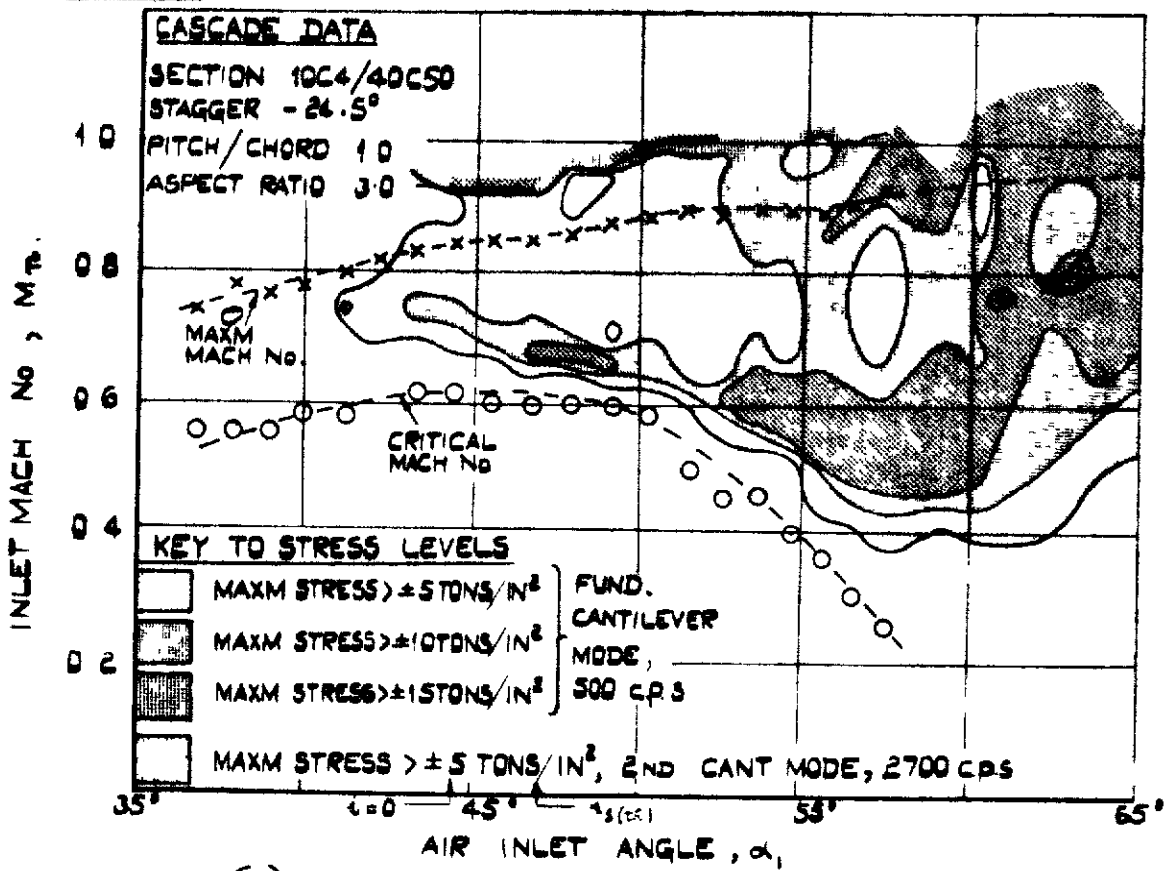 CASCADE DATA
SECTION 10C4/40C50
STAGGER - 24.5°
PITCH/CHORD 1 0
ASPECT RATIO 3.0
1 0
0 8
0 6
0 4
0 2
INLET MACH No, M
MAXM
MACH No.
CRITICAL
MACH No
KEY TO STRESS LEVELS
MAXM STRESS > ± 5 TONS/IN²
MAXM STRESS > ± 10 TONS/IN²
MAXM STRESS > ± 15 TONS/IN²
FUND.
CANTILEVER
MODE,
500 C.P.S
MAXM STRESS > ± 5 TONS/IN², 2ND CANT MODE, 2700 C.P.S
35° i=0 45° 55° 65°
AIR INLET ANGLE, α₁